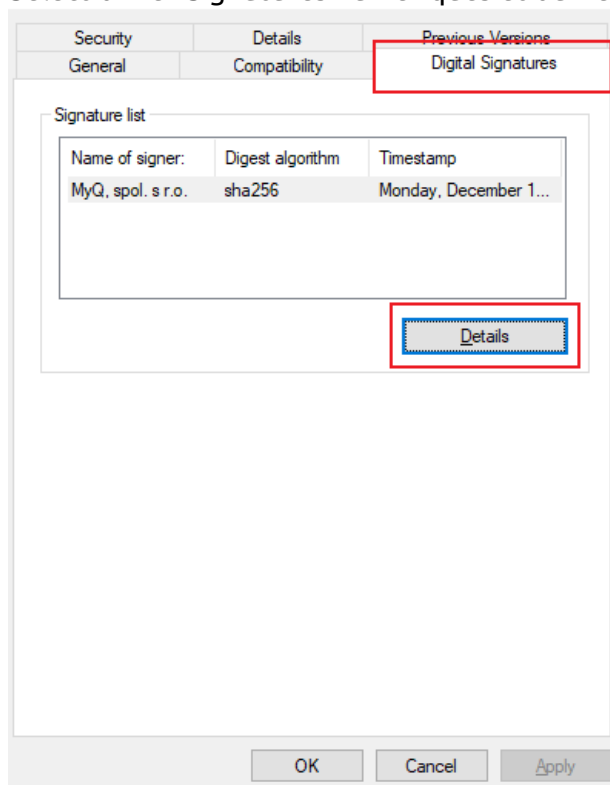 Security Details Previous Versions
General Compatibility Digital Signatures
Signature list
Name of signer: Digest algorithm Timestamp
MyQ, spol. s r.o. sha256 Monday, December 1...
Details
OK Cancel Apply